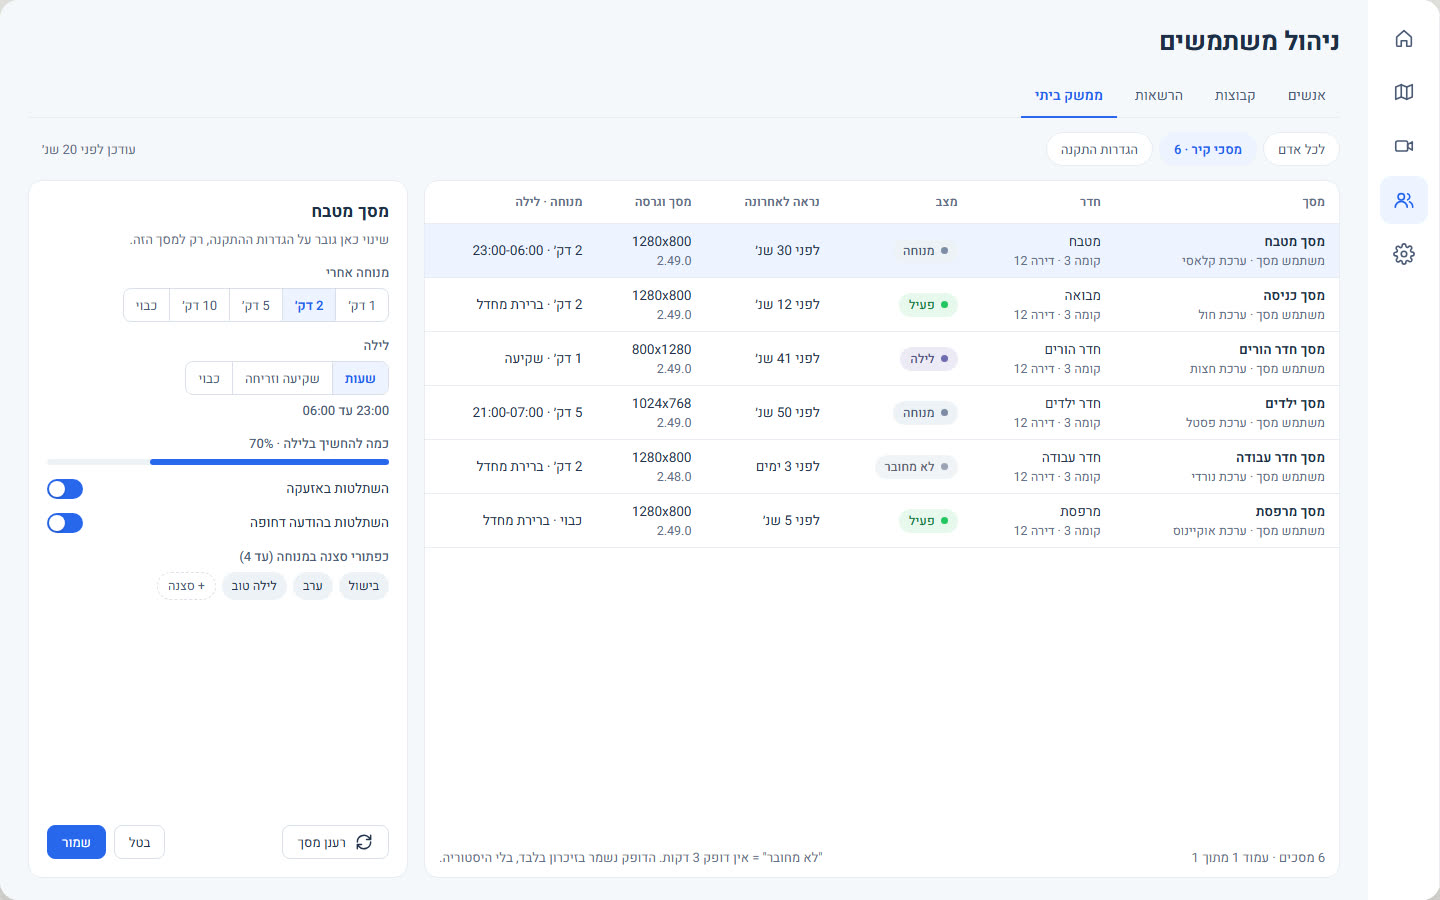 ניהול משתמשים
אנשים קבוצות הרשאות ממשק ביתי
לכל אדם מסכי קיר · 6 הגדרות התקנה עודכן לפני 20 שנ׳
מסך חדר מצב נראה לאחרונה מסך וגרסה מנוחה · לילה
מסך מטבח מטבח מנוחה לפני 30 שנ׳ 1280x800 2 דק׳ · 23:00-06:00
משתמש מסך · ערכת קלאסי קומה 3 · דירה 12 2.49.0
מסך כניסה מבואה פעיל לפני 12 שנ׳ 1280x800 2 דק׳ · ברירת מחדל
משתמש מסך · ערכת חול קומה 3 · דירה 12 2.49.0
מסך חדר הורים חדר הורים לילה לפני 41 שנ׳ 800x1280 1 דק׳ · שקיעה
משתמש מסך · ערכת חצות קומה 3 · דירה 12 2.49.0
מסך ילדים חדר ילדים מנוחה לפני 50 שנ׳ 1024x768 5 דק׳ · 21:00-07:00
משתמש מסך · ערכת פסטל קומה 3 · דירה 12 2.49.0
מסך חדר עבודה חדר עבודה לא מחובר לפני 3 ימים 1280x800 2 דק׳ · ברירת מחדל
משתמש מסך · ערכת נורדי קומה 3 · דירה 12 2.48.0
מסך מרפסת מרפסת פעיל לפני 5 שנ׳ 1280x800 כבוי · ברירת מחדל
משתמש מסך · ערכת אוקיינוס קומה 3 · דירה 12 2.49.0
6 מסכים · עמוד 1 מתוך 1 "לא מחובר" = אין דופק 3 דקות. הדופק נשמר בזיכרון בלבד, בלי היסטוריה.
מסך מטבח
שינוי כאן גובר על הגדרות ההתקנה, רק למסך הזה.
מנוחה אחרי
1 דק׳ 2 דק׳ 5 דק׳ 10 דק׳ כבוי
לילה
שעות שקיעה וזריחה כבוי
23:00 עד 06:00
כמה להחשיך בלילה · 70%
השתלטות באזעקה
השתלטות בהודעה דחופה
כפתורי סצנה במנוחה (עד 4)
בישול ערב לילה טוב + סצנה
רענן מסך בטל שמור